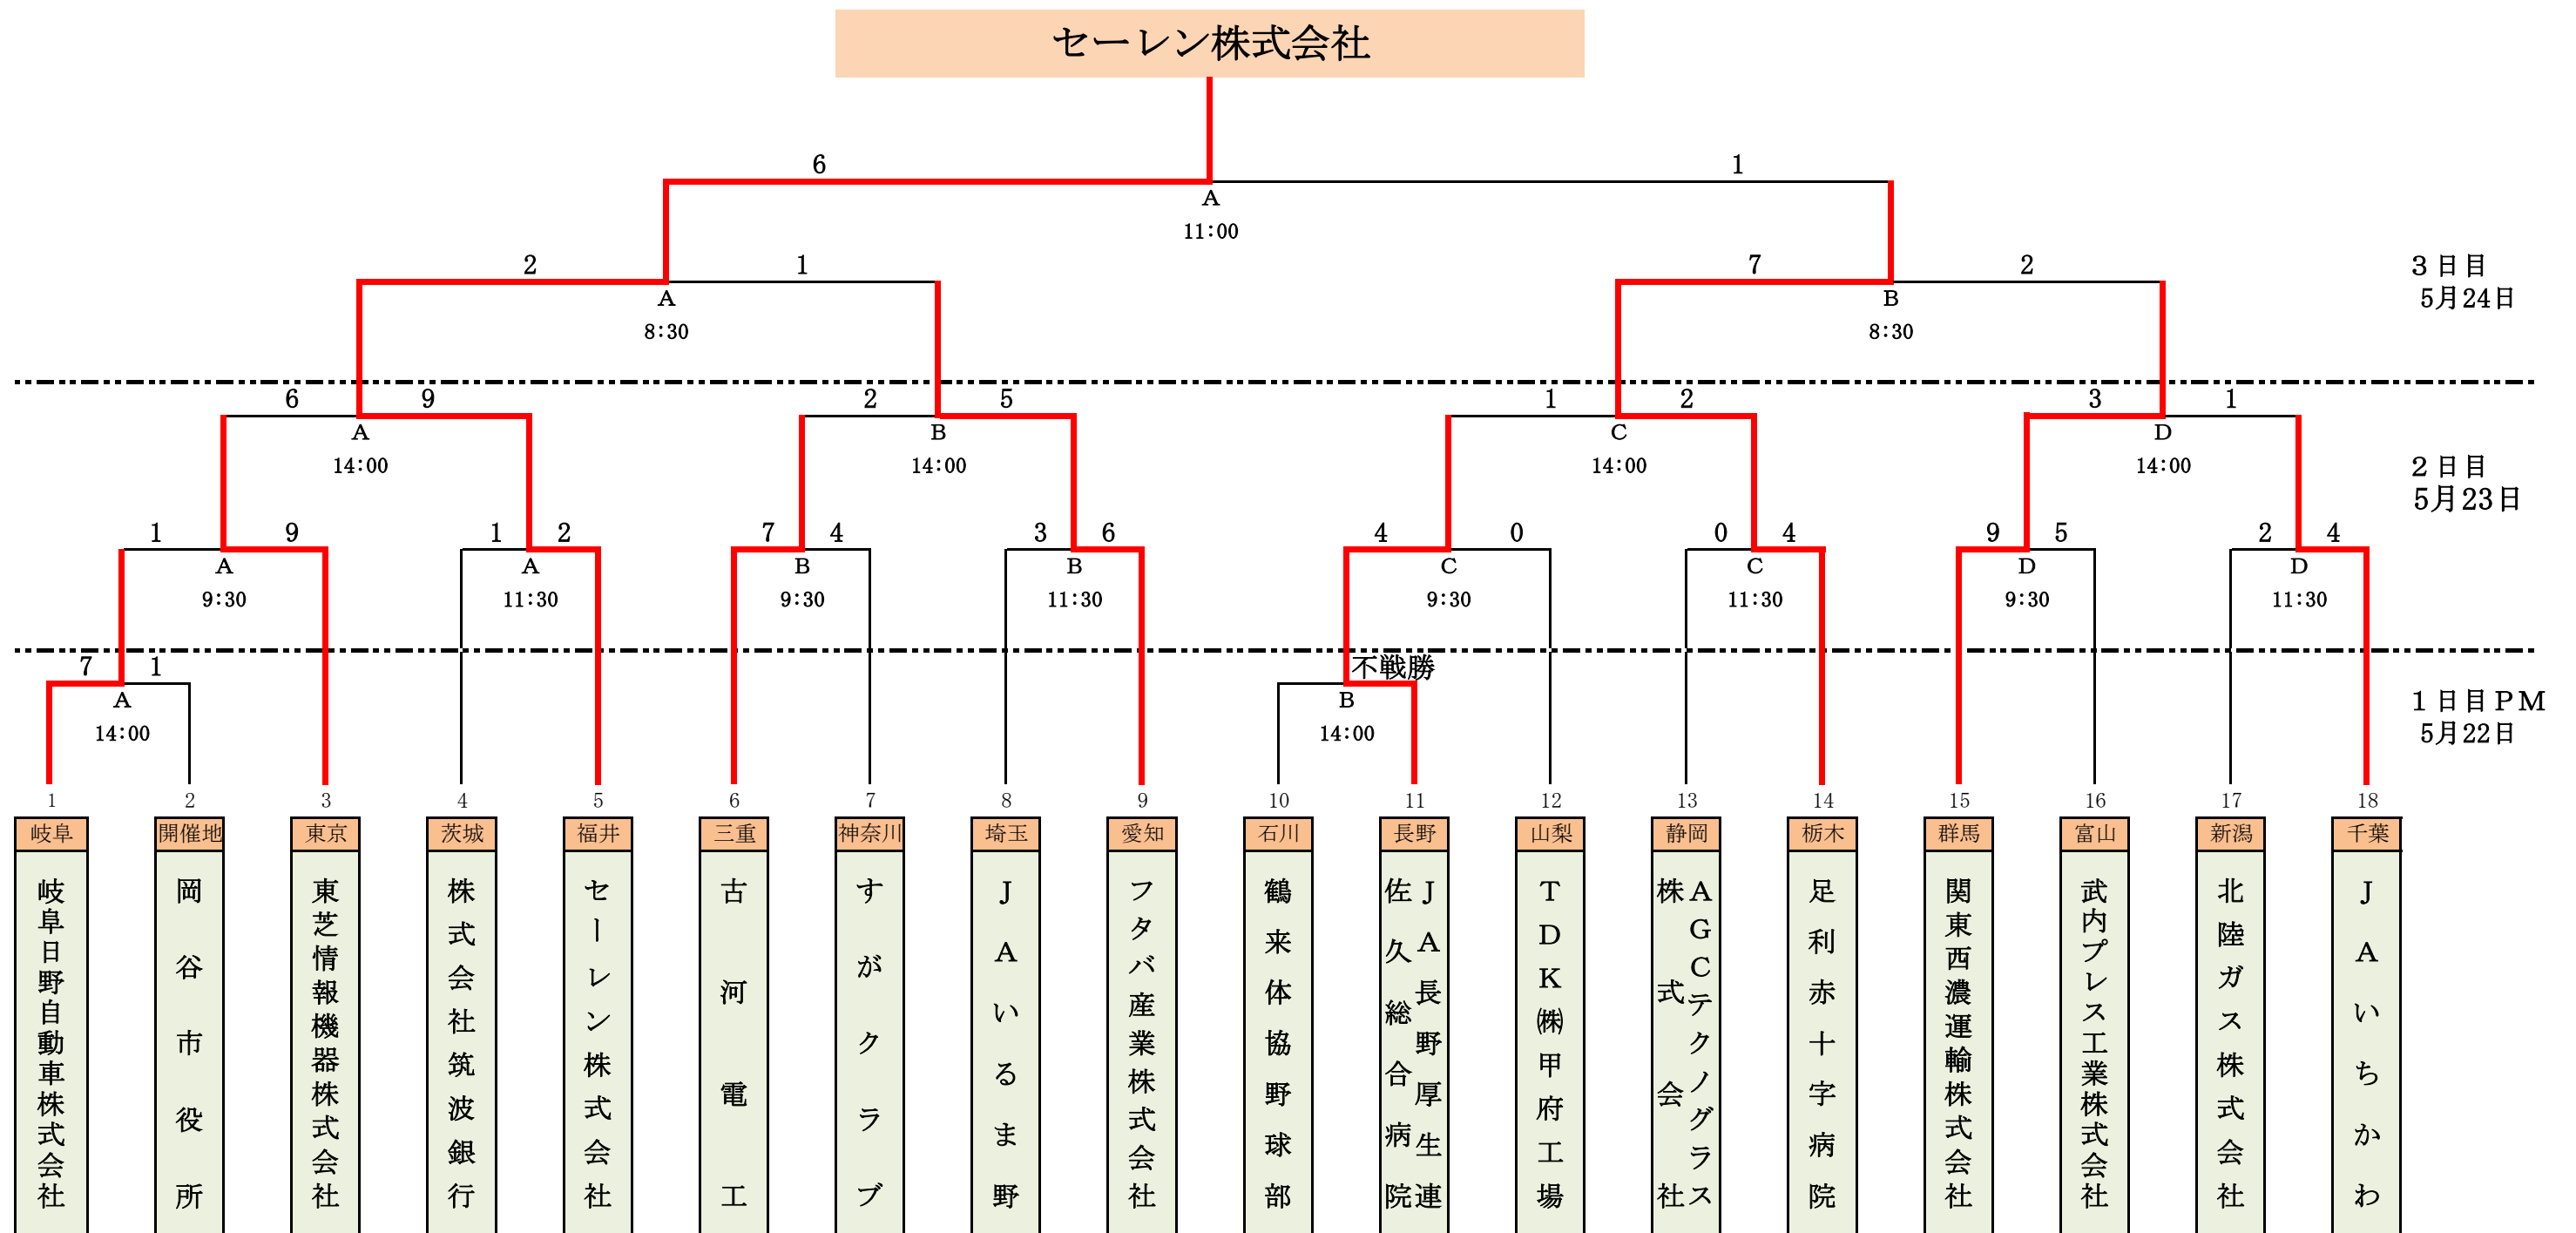 セーレン株式会社
6 1
A
11:00
2 1 7 2 3日目
A B 5月24日
8:30 8:30
6 9 2 5 1 2 3 1
A B C D
14:00 14:00 14:00 14:00 2日目
5月23日
1 9 1 2 7 4 3 6 4 0 0 4 9 5 2 4
A A B B C C D D
9:30 11:30 9:30 11:30 9:30 11:30 9:30 11:30
7 1 不戦勝
A B 1日目PM
14:00 14:00 5月22日
1 2 3 4 5 6 7 8 9 10 11 12 13 14 15 16 17 18
岐阜 開催地 東京 茨城 福井 三重 神奈川 埼玉 愛知 石川 長野 山梨 静岡 栃木 群馬 富山 新潟 千葉
岐阜日野自動車株式会社
岡谷市役所
東芝情報機器株式会社
株式会社筑波銀行
セーレン株式会社
古河電工
すがクラブ
JAいるま野
フタバ産業株式会社
鶴来体協野球部
JA長野厚生連
佐久総合病院
TDK㈱甲府工場
AGCテクノグラス
株式会社
足利赤十字病院
関東西濃運輸株式会社
武内プレス工業株式会社
北陸ガス株式会社
JAいちかわ